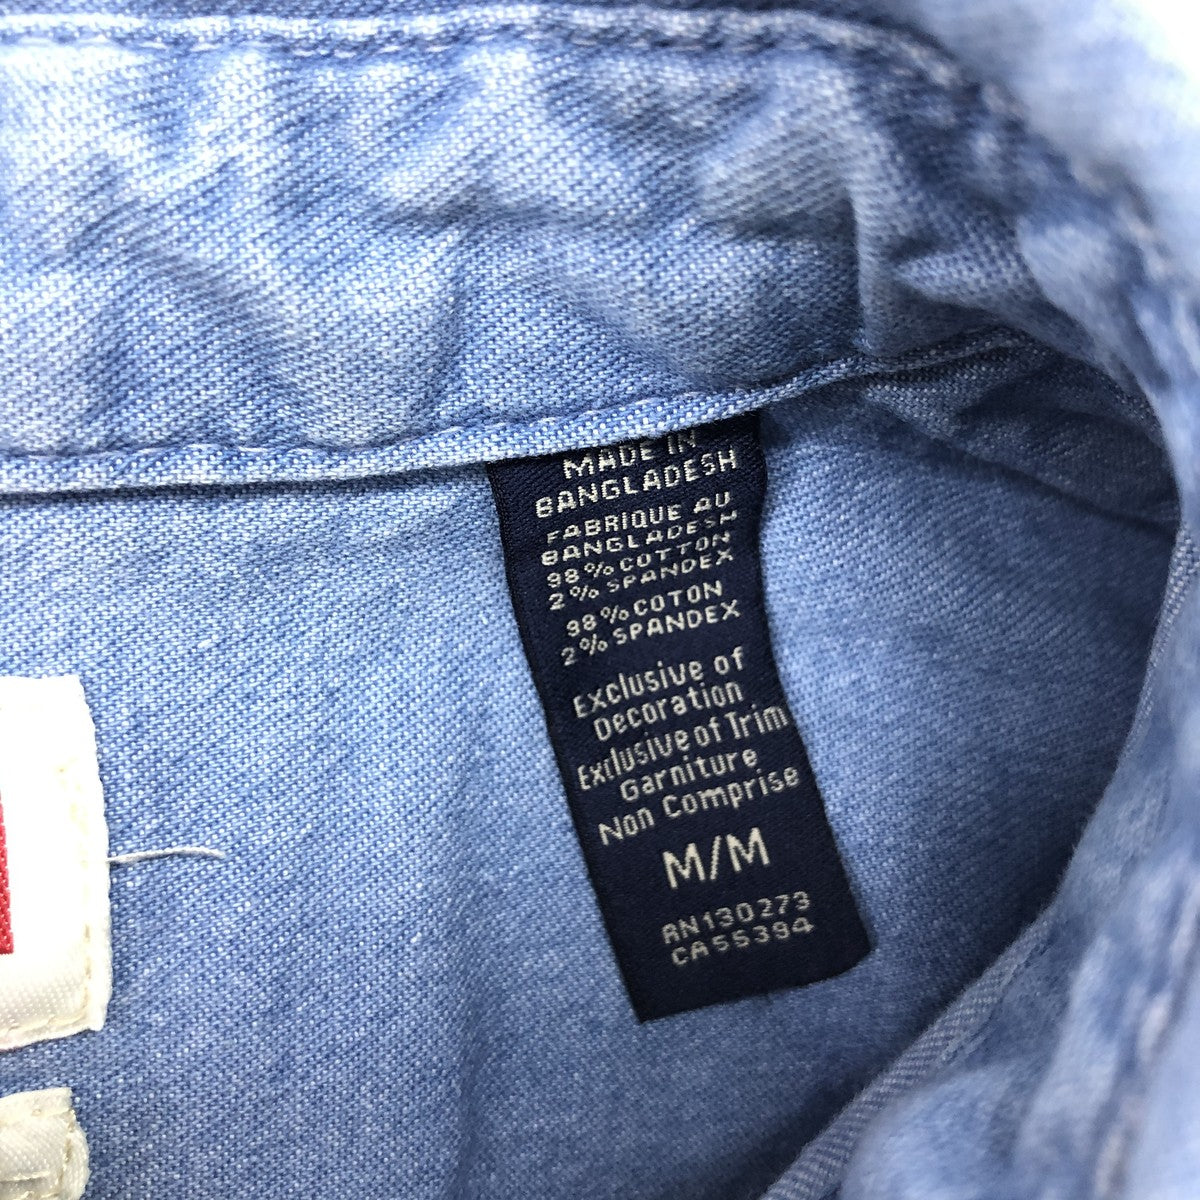 MADE IN
BANGLADESH
FABRIQUE AU
BANGLADESH
98% COTTON
2% SPANDEX
98% COTON
2% SPANDEX
Exclusive of
Decoration
Exclusive of Trim
Garniture
Non Comprise
M/M
RN130273
CA55394